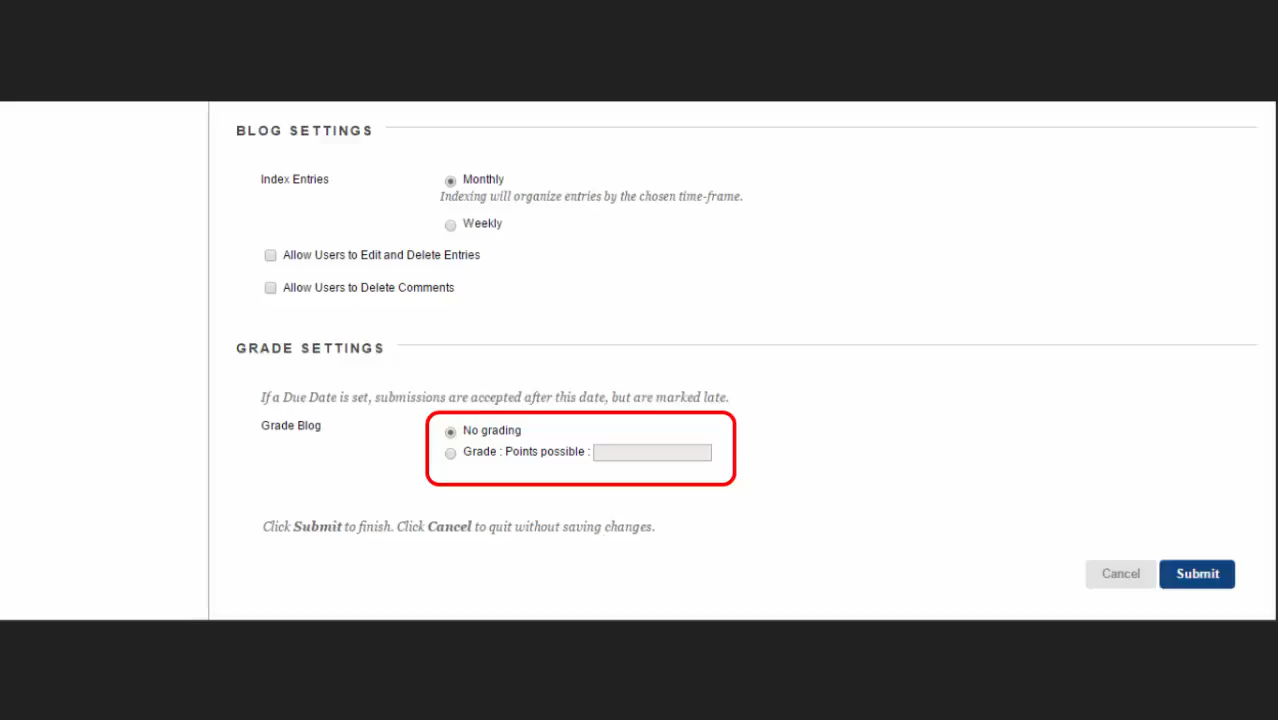 BLOG SETTINGS
Index Entries
Monthly
Indexing will organize entries by the chosen time-frame.
Weekly
Allow Users to Edit and Delete Entries
Allow Users to Delete Comments
GRADE SETTINGS
If a Due Date is set, submissions are accepted after this date, but are marked late.
Grade Blog
No grading
Grade : Points possible :
Click Submit to finish. Click Cancel to quit without saving changes.
Cancel
Submit